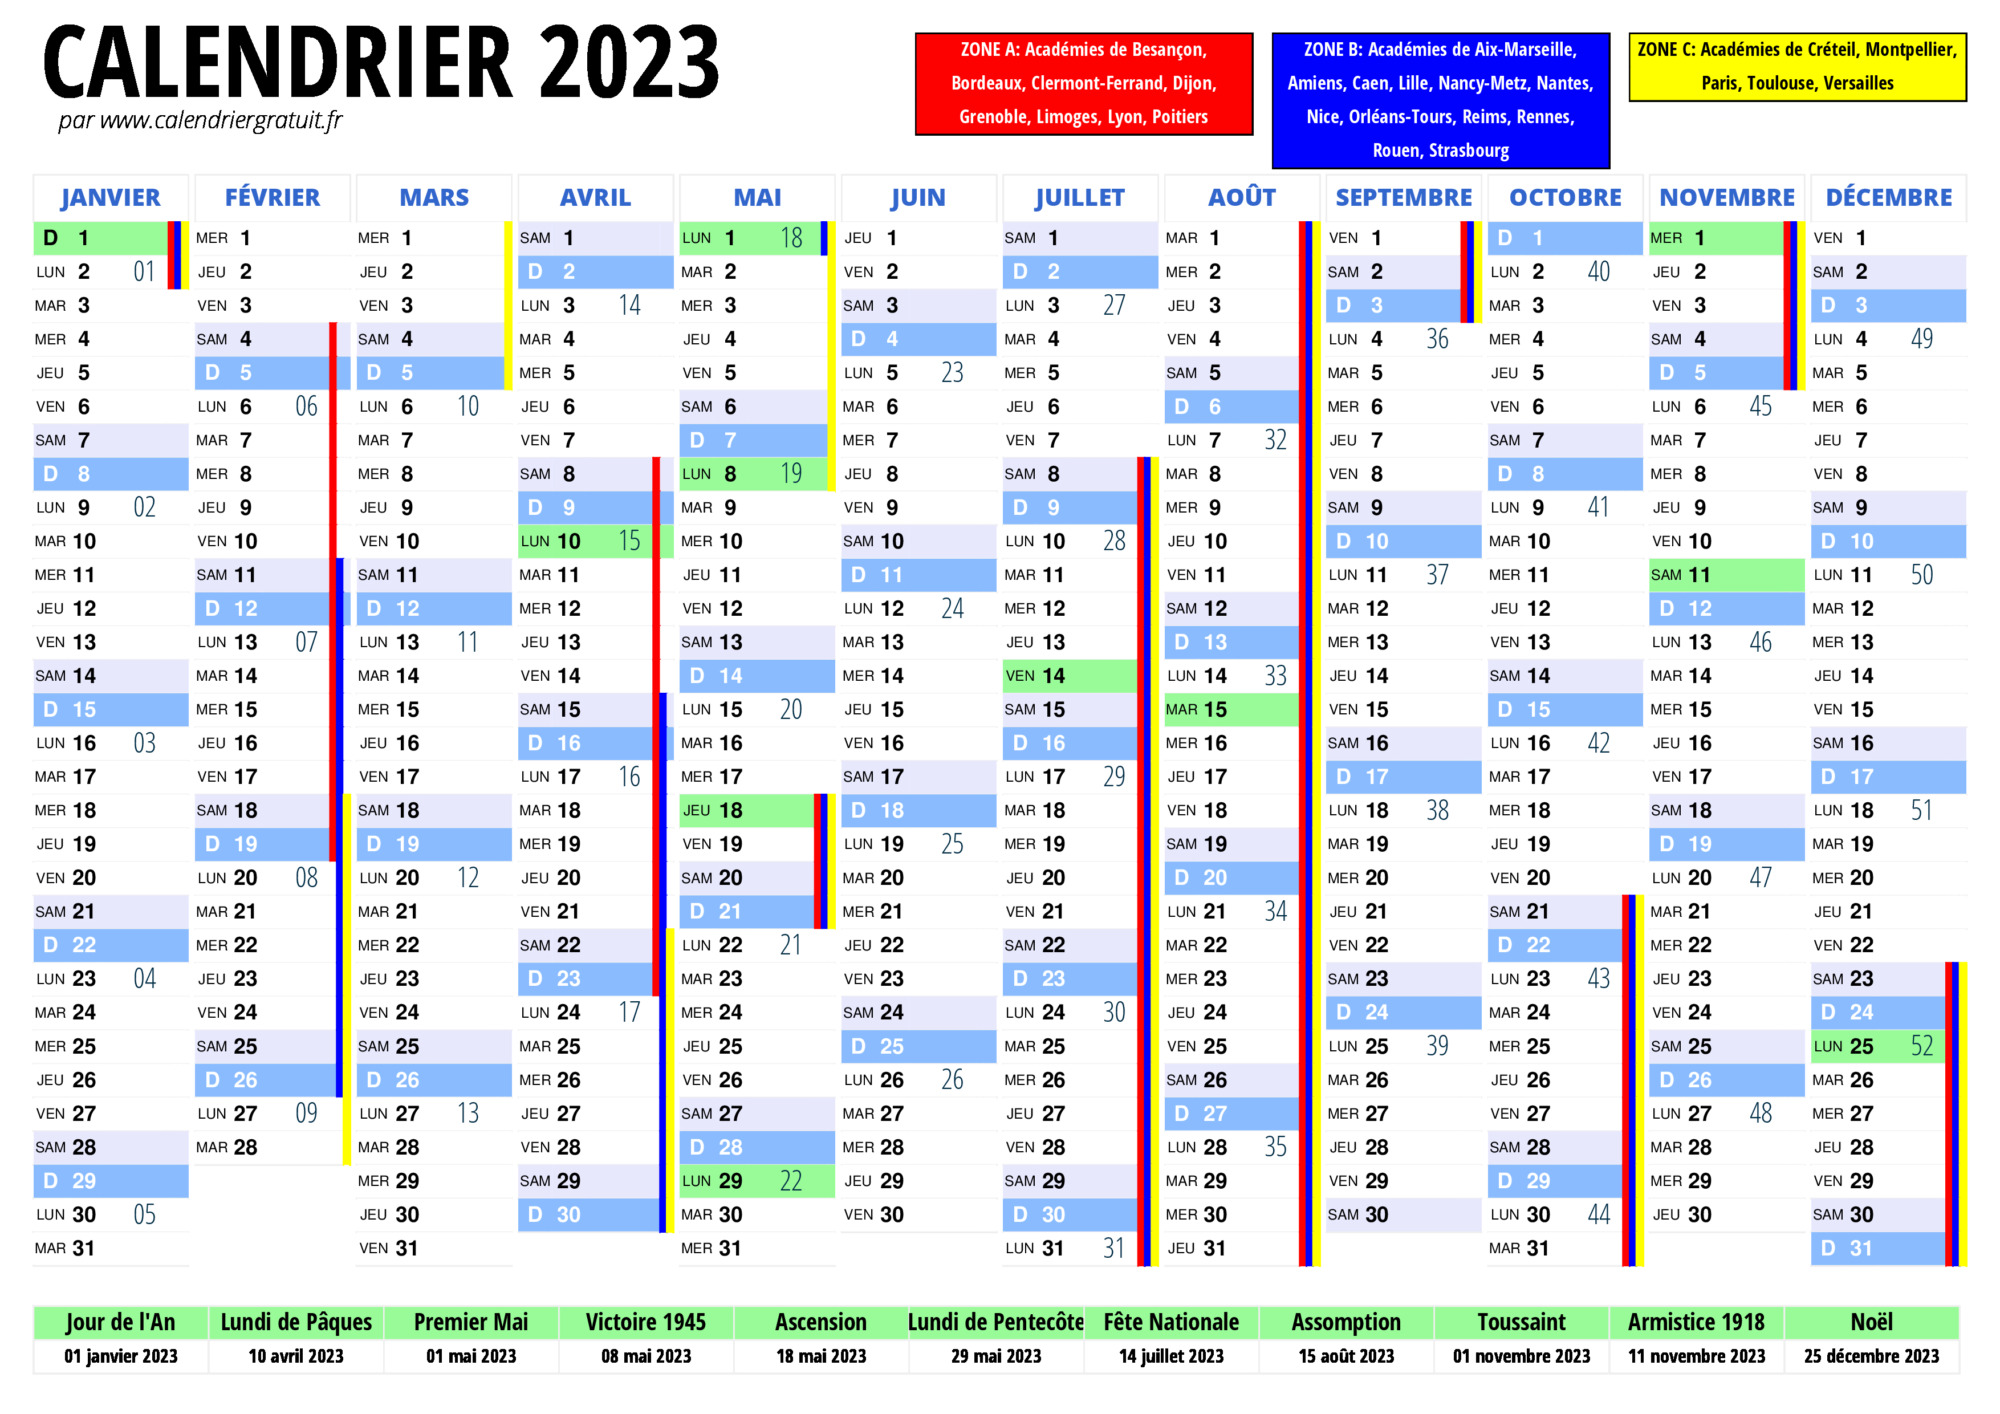 CALENDRIER 2023
par www.calendriergratuit.fr
ZONE A: Académies de Besançon,
Bordeaux, Clermont-Ferrand, Dijon,
Grenoble, Limoges, Lyon, Poitiers
ZONE B: Académies de Aix-Marseille,
Amiens, Caen, Lille, Nancy-Metz, Nantes,
Nice, Orléans-Tours, Reims, Rennes,
Rouen, Strasbourg
ZONE C: Académies de Créteil, Montpellier,
Paris, Toulouse, Versailles
JANVIER FÉVRIER MARS AVRIL MAI JUIN JUILLET AOÛT SEPTEMBRE OCTOBRE NOVEMBRE DÉCEMBRE
D 1 MER 1 MER 1 SAM 1 LUN 1 18 JEU 1 SAM 1 MAR 1 VEN 1 D 1 MER 1 VEN 1
LUN 2 01 JEU 2 JEU 2 D 2 MAR 2 VEN 2 D 2 MER 2 SAM 2 LUN 2 40 JEU 2 SAM 2
MAR 3 VEN 3 VEN 3 LUN 3 14 MER 3 SAM 3 LUN 3 27 JEU 3 D 3 MAR 3 VEN 3 D 3
MER 4 SAM 4 SAM 4 MAR 4 JEU 4 D 4 MAR 4 VEN 4 LUN 4 36 MER 4 SAM 4 LUN 4 49
JEU 5 D 5 D 5 MER 5 VEN 5 LUN 5 23 MER 5 SAM 5 MAR 5 JEU 5 D 5 MAR 5
VEN 6 LUN 6 06 LUN 6 10 JEU 6 SAM 6 MAR 6 JEU 6 D 6 MER 6 VEN 6 LUN 6 45 MER 6
SAM 7 MAR 7 MAR 7 VEN 7 D 7 MER 7 VEN 7 LUN 7 32 JEU 7 SAM 7 MAR 7 JEU 7
D 8 MER 8 MER 8 SAM 8 LUN 8 19 JEU 8 SAM 8 MAR 8 VEN 8 D 8 MER 8 VEN 8
LUN 9 02 JEU 9 JEU 9 D 9 MAR 9 VEN 9 D 9 MER 9 SAM 9 LUN 9 41 JEU 9 SAM 9
MAR 10 VEN 10 VEN 10 LUN 10 15 MER 10 SAM 10 LUN 10 28 JEU 10 D 10 MAR 10 VEN 10 D 10
MER 11 SAM 11 SAM 11 MAR 11 JEU 11 D 11 MAR 11 VEN 11 LUN 11 37 MER 11 SAM 11 LUN 11 50
JEU 12 D 12 D 12 MER 12 VEN 12 LUN 12 24 MER 12 SAM 12 MAR 12 JEU 12 D 12 MAR 12
VEN 13 LUN 13 07 LUN 13 11 JEU 13 SAM 13 MAR 13 JEU 13 D 13 MER 13 VEN 13 LUN 13 46 MER 13
SAM 14 MAR 14 MAR 14 VEN 14 D 14 MER 14 VEN 14 LUN 14 33 JEU 14 SAM 14 MAR 14 JEU 14
D 15 MER 15 MER 15 SAM 15 LUN 15 20 JEU 15 SAM 15 MAR 15 VEN 15 D 15 MER 15 VEN 15
LUN 16 03 JEU 16 JEU 16 D 16 MAR 16 VEN 16 D 16 MER 16 SAM 16 LUN 16 42 JEU 16 SAM 16
MAR 17 VEN 17 VEN 17 LUN 17 16 MER 17 SAM 17 LUN 17 29 JEU 17 D 17 MAR 17 VEN 17 D 17
MER 18 SAM 18 SAM 18 MAR 18 JEU 18 D 18 MAR 18 VEN 18 LUN 18 38 MER 18 SAM 18 LUN 18 51
JEU 19 D 19 D 19 MER 19 VEN 19 LUN 19 25 MER 19 SAM 19 MAR 19 JEU 19 D 19 MAR 19
VEN 20 LUN 20 08 LUN 20 12 JEU 20 SAM 20 MAR 20 JEU 20 D 20 MER 20 VEN 20 LUN 20 47 MER 20
SAM 21 MAR 21 MAR 21 VEN 21 D 21 MER 21 VEN 21 LUN 21 34 JEU 21 SAM 21 MAR 21 JEU 21
D 22 MER 22 MER 22 SAM 22 LUN 22 21 JEU 22 SAM 22 MAR 22 VEN 22 D 22 MER 22 VEN 22
LUN 23 04 JEU 23 JEU 23 D 23 MAR 23 VEN 23 D 23 MER 23 SAM 23 LUN 23 43 JEU 23 SAM 23
MAR 24 VEN 24 VEN 24 LUN 24 17 MER 24 SAM 24 LUN 24 30 JEU 24 D 24 MAR 24 VEN 24 D 24
MER 25 SAM 25 SAM 25 MAR 25 JEU 25 D 25 MAR 25 VEN 25 LUN 25 39 MER 25 SAM 25 LUN 25 52
JEU 26 D 26 D 26 MER 26 VEN 26 LUN 26 26 MER 26 SAM 26 MAR 26 JEU 26 D 26 MAR 26
VEN 27 LUN 27 09 LUN 27 13 JEU 27 SAM 27 MAR 27 JEU 27 D 27 MER 27 VEN 27 LUN 27 48 MER 27
SAM 28 MAR 28 MAR 28 VEN 28 D 28 MER 28 VEN 28 LUN 28 35 JEU 28 SAM 28 MAR 28 JEU 28
D 29 MER 29 SAM 29 LUN 29 22 JEU 29 SAM 29 MAR 29 VEN 29 D 29 MER 29 VEN 29
LUN 30 05 JEU 30 D 30 MAR 30 VEN 30 D 30 MER 30 SAM 30 LUN 30 44 JEU 30 SAM 30
MAR 31 VEN 31 MER 31 LUN 31 31 JEU 31 MAR 31 D 31
Jour de l'An Lundi de Pâques Premier Mai Victoire 1945 Ascension Lundi de Pentecôte Fête Nationale Assomption Toussaint Armistice 1918 Noël
01 janvier 2023 10 avril 2023 01 mai 2023 08 mai 2023 18 mai 2023 29 mai 2023 14 juillet 2023 15 août 2023 01 novembre 2023 11 novembre 2023 25 décembre 2023